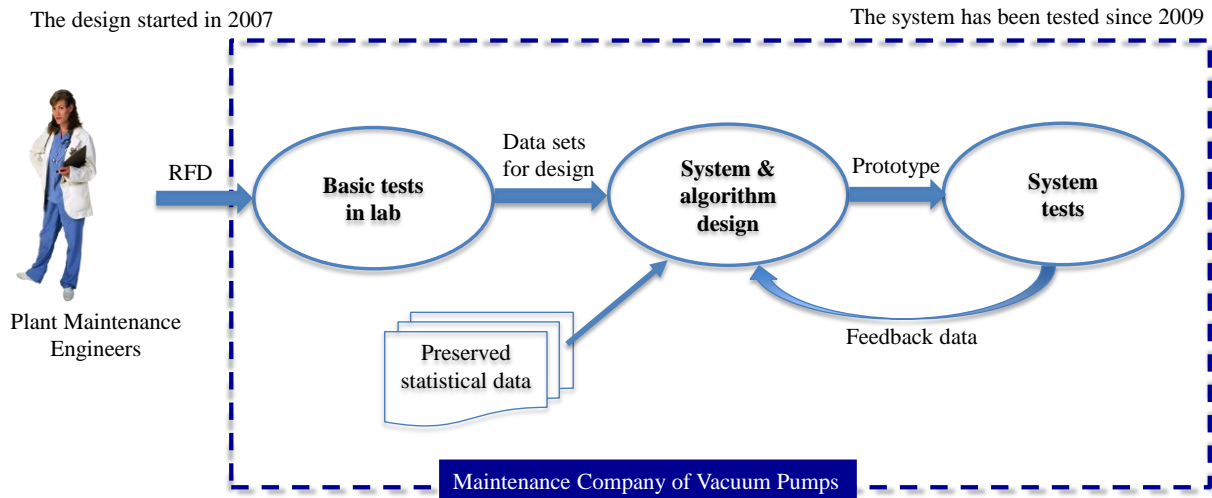 The design started in 2007
The system has been tested since 2009
RFD
Basic tests
in lab
Data sets
for design
System &
algorithm
design
Prototype
System
tests
Plant Maintenance
Engineers
Preserved
statistical data
Feedback data
Maintenance Company of Vacuum Pumps